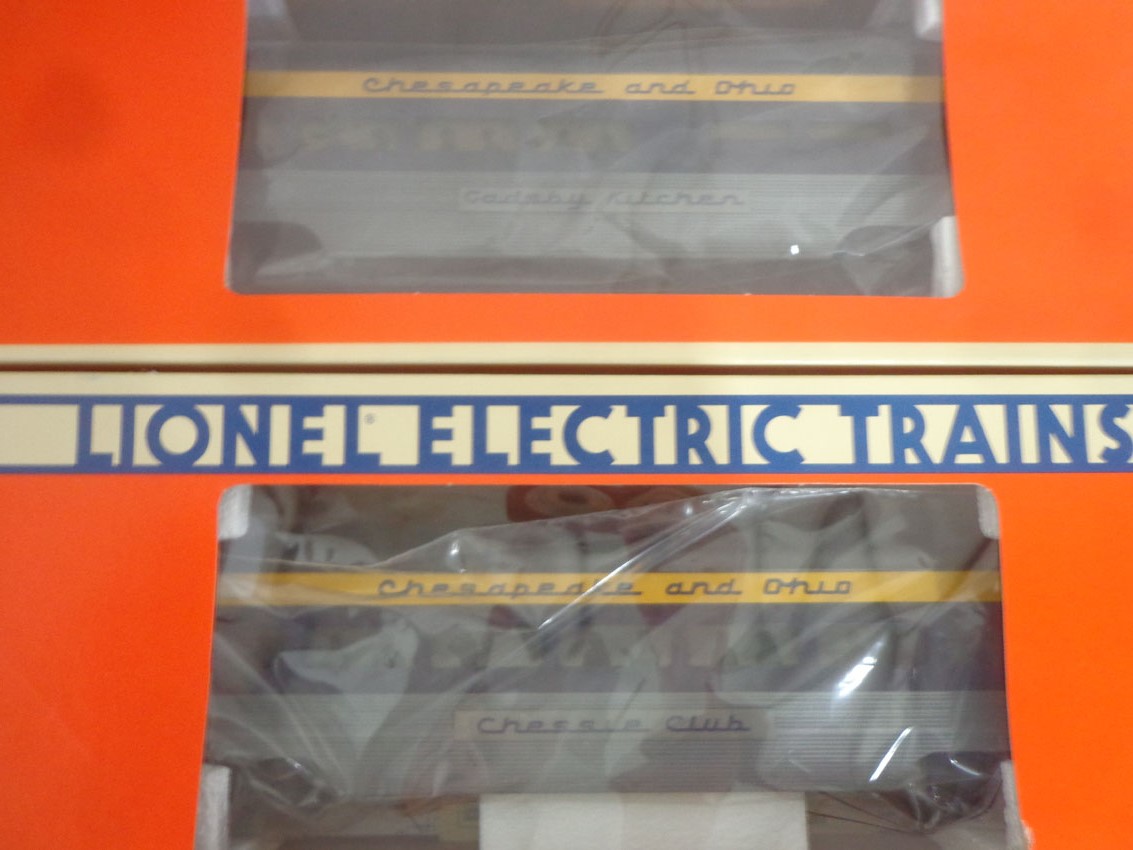 Chesapeake and Ohio
Gadsby Kitchen
LIONEL® ELECTRIC TRAINS
Chesapeake and Ohio
Chessie Club